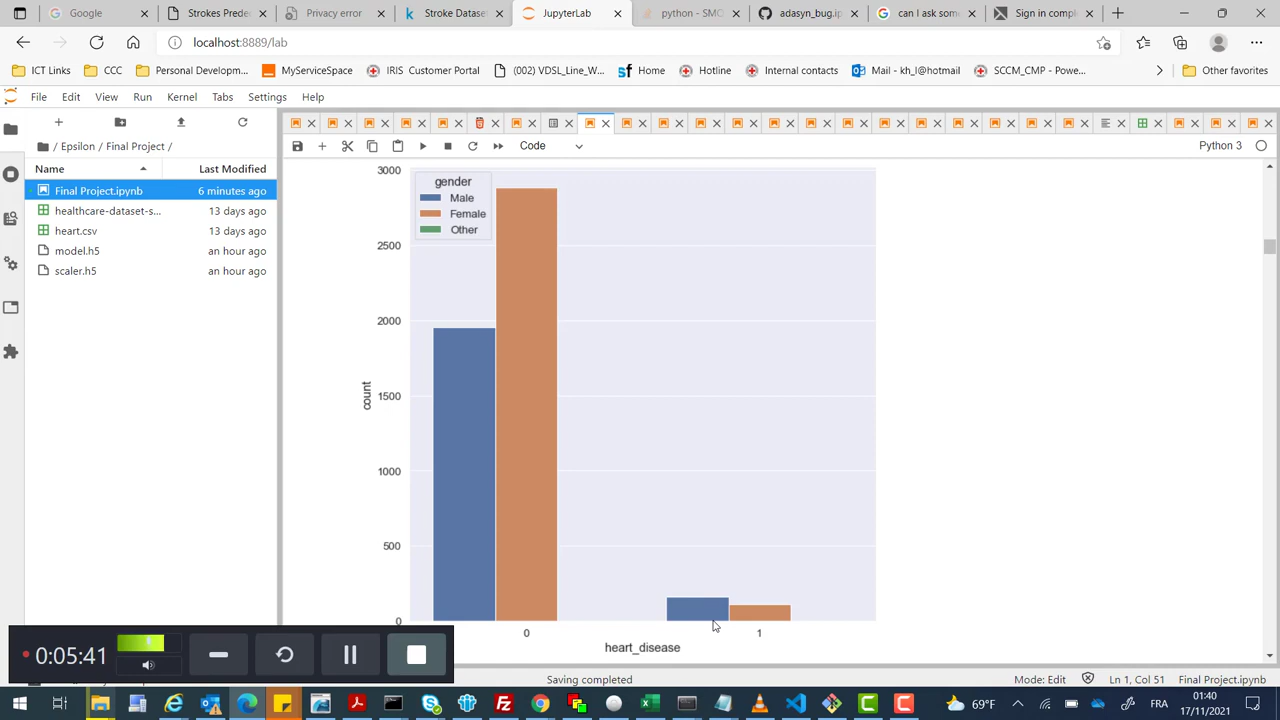 Google
Strokes Prede
Privacy error
Stroke Dataset
JupyterLab
python - SMC
adasyn_bug.ip
can I ask som
Sign in compl
localhost:8889/lab
ICT Links
CCC
Personal Developm...
MyServiceSpace
IRIS Customer Portal
(002) VDSL_Line_W...
Home
Hotline
Internal contacts
Mail - kh_l@hotmail
SCCM_CMP - Powe...
Other favorites
File Edit View Run Kernel Tabs Settings Help
Code
Python 3
/ Epsilon / Final Project /
Name Last Modified
Final Project.ipynb 6 minutes ago
healthcare-dataset-s... 13 days ago
heart.csv 13 days ago
model.h5 an hour ago
scaler.h5 an hour ago
gender
Male
Female
Other
3000
2500
2000
1500
1000
500
0
count
0
1
heart_disease
0:05:41
Saving completed
Mode: Edit
Ln 1, Col 51
Final Project.ipynb
69°F
FRA
01:40
17/11/2021